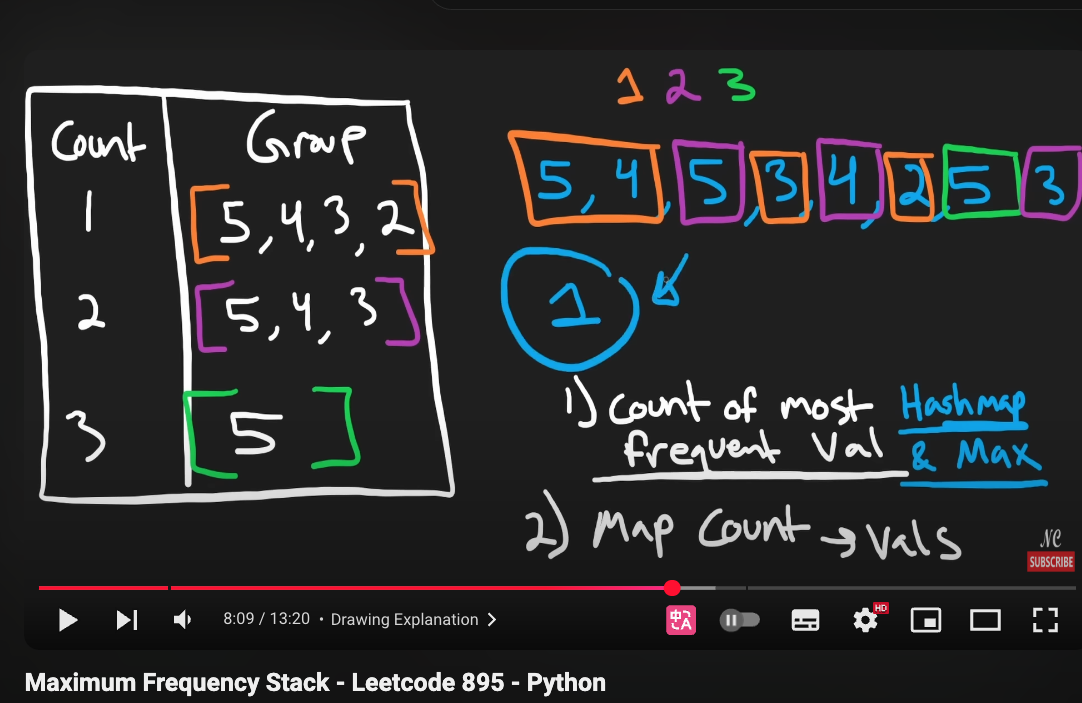 1 2 3
Count Group
1 [5, 4, 3, 2]
2 [5, 4, 3]
3 [5]
5, 4, 5, 3, 4, 2, 5 3
1
1) Count of most Hashmap
frequent Val & Max
2) Map Count → Vals
NC
SUBSCRIBE
8:09 / 13:20 • Drawing Explanation >
中 A
HD
Maximum Frequency Stack - Leetcode 895 - Python